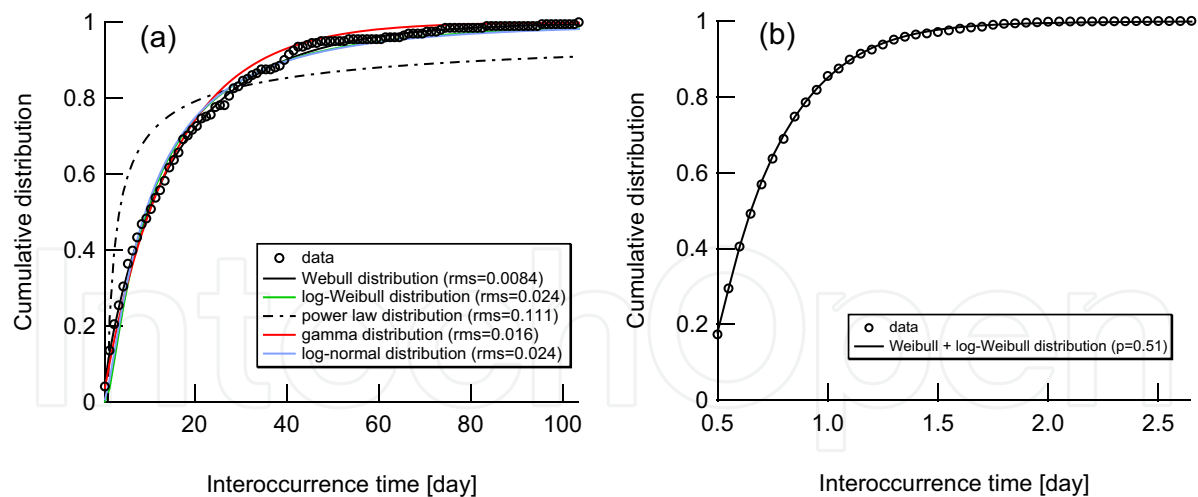 (a)
1
0.8
0.6
0.4
0.2
0
Cumulative distribution
20
40
60
80
100
Interoccurrence time [day]
data
Webull distribution (rms=0.0084)
log-Weibull distribution (rms=0.024)
power law distribution (rms=0.111)
gamma distribution (rms=0.016)
log-normal distribution (rms=0.024)
(b)
1
0.8
0.6
0.4
0.2
0
Cumulative distribution
0.5
1.0
1.5
2.0
2.5
Interoccurrence time [day]
data
Weibull + log-Weibull distribution (p=0.51)
IntechOpen